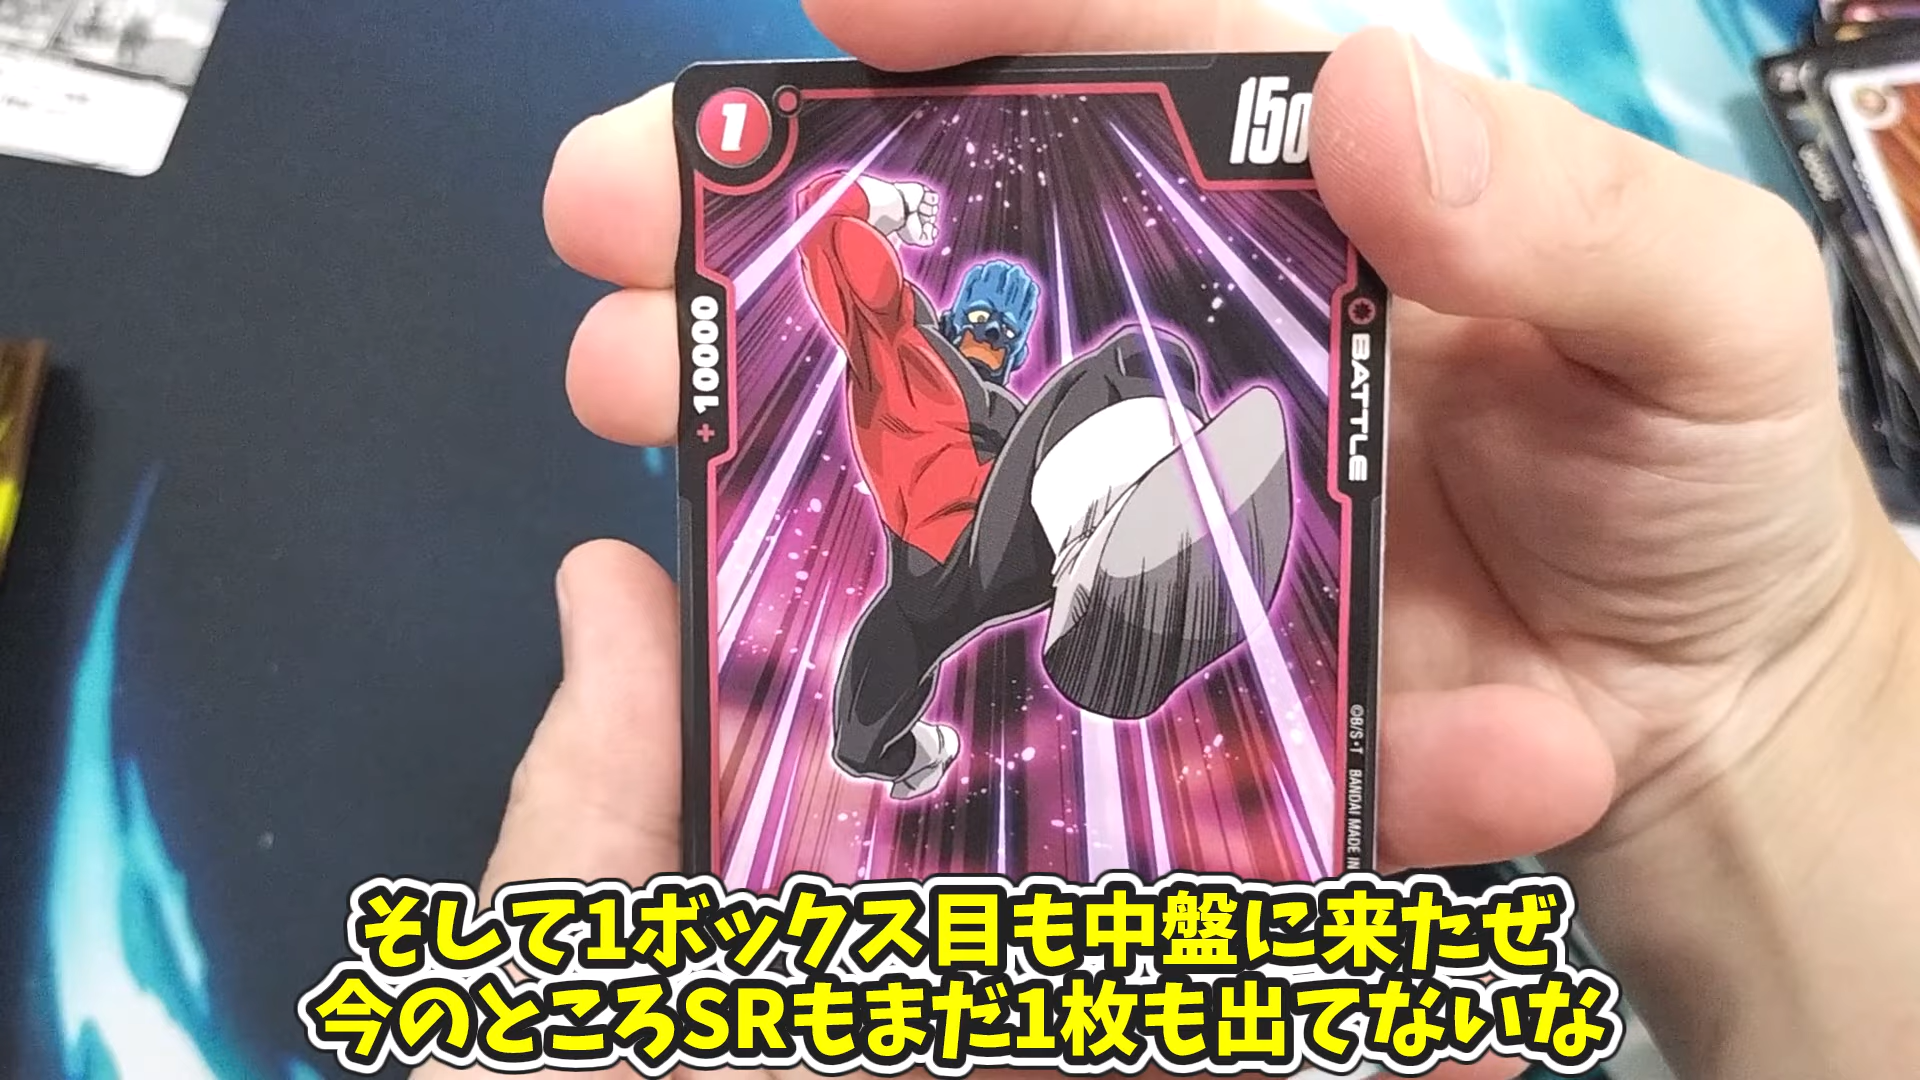 1
150
+ 10000
BATTLE
©B/S・T BANDAI MADE IN
そして1ボックス目も中盤に来たぜ
今のところSRもまだ1枚も出てないな